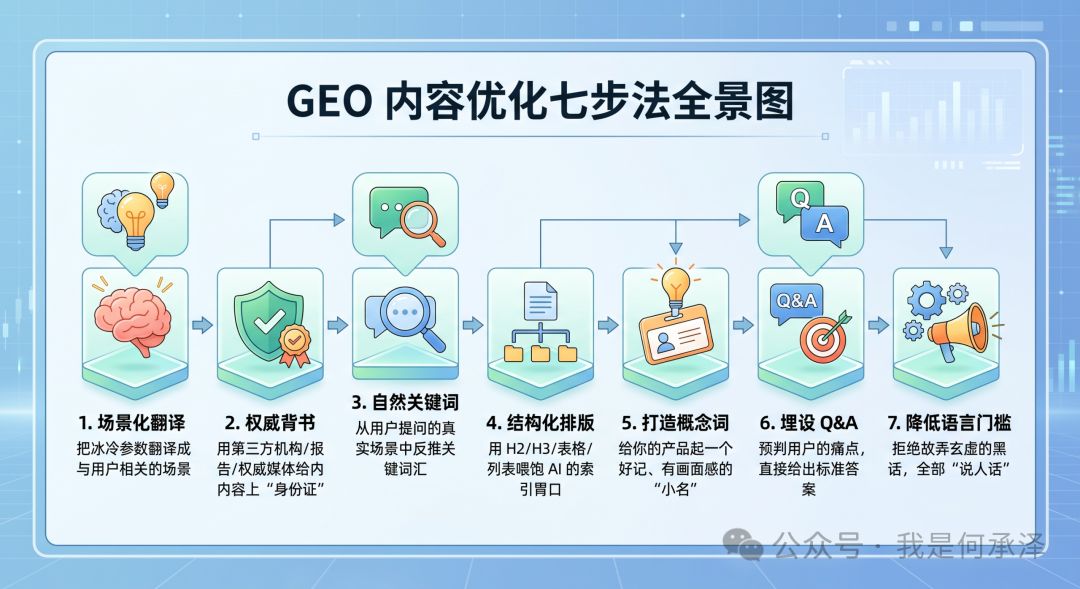 GEO 内容优化七步法全景图
Q
A
Q&A
1. 场景化翻译
把冰冷参数翻译成
与用户相关的场景
2. 权威背书
用第三方机构/报
告/权威媒体给内
内容上“身份证”
3. 自然关键词
从用户提问的真
实场景中反推关
键词汇
4. 结构化排版
用 H2/H3/表格/
列表喂饱 AI 的索
引胃口
5. 打造概念词
给你的产品起一个
好记、有画面感的
“小名”
6. 埋设 Q&A
预判用户的痛点，
直接给出标准答
案
7. 降低语言门槛
拒绝故弄玄虚的黑
话，全部“说人话”
公众号 · 我是何承泽